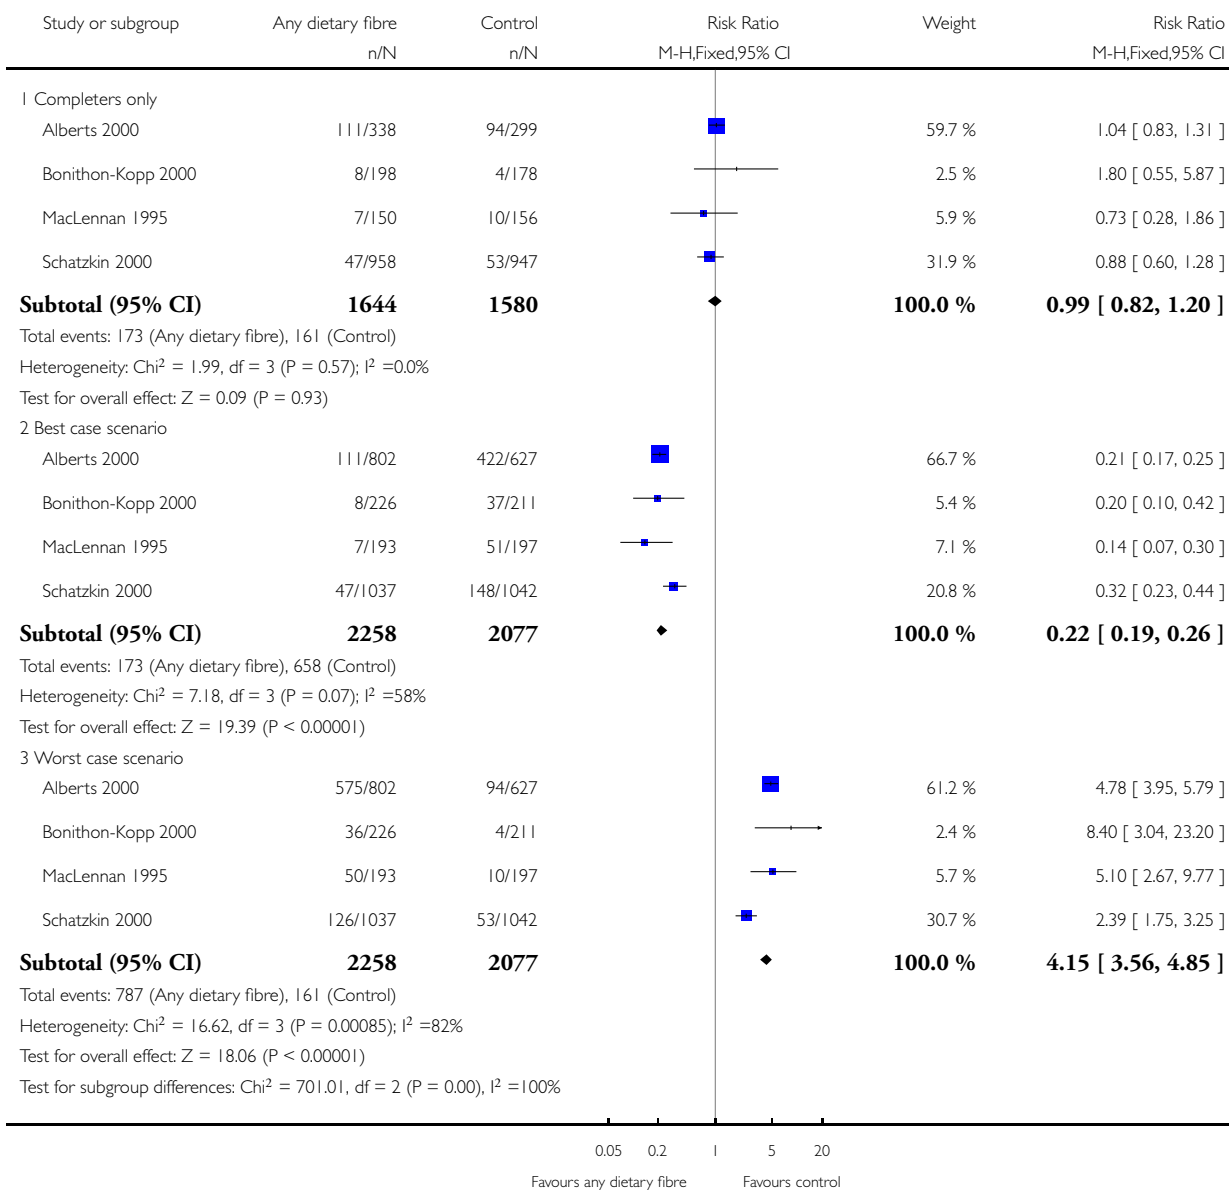 Study or subgroup Any dietary fibre Control Risk Ratio Weight Risk Ratio
n/N n/N M-H,Fixed,95% CI M-H,Fixed,95% CI
1 Completers only
Alberts 2000 111/338 94/299 59.7 % 1.04 [ 0.83, 1.31 ]
Bonithon-Kopp 2000 8/198 4/178 2.5 % 1.80 [ 0.55, 5.87 ]
MacLennan 1995 7/150 10/156 5.9 % 0.73 [ 0.28, 1.86 ]
Schatzkin 2000 47/958 53/947 31.9 % 0.88 [ 0.60, 1.28 ]
Subtotal (95% CI) 1644 1580 100.0 % 0.99 [ 0.82, 1.20 ]
Total events: 173 (Any dietary fibre), 161 (Control)
Heterogeneity: Chi² = 1.99, df = 3 (P = 0.57); I² =0.0%
Test for overall effect: Z = 0.09 (P = 0.93)
2 Best case scenario
Alberts 2000 111/802 422/627 66.7 % 0.21 [ 0.17, 0.25 ]
Bonithon-Kopp 2000 8/226 37/211 5.4 % 0.20 [ 0.10, 0.42 ]
MacLennan 1995 7/193 51/197 7.1 % 0.14 [ 0.07, 0.30 ]
Schatzkin 2000 47/1037 148/1042 20.8 % 0.32 [ 0.23, 0.44 ]
Subtotal (95% CI) 2258 2077 100.0 % 0.22 [ 0.19, 0.26 ]
Total events: 173 (Any dietary fibre), 658 (Control)
Heterogeneity: Chi² = 7.18, df = 3 (P = 0.07); I² =58%
Test for overall effect: Z = 19.39 (P < 0.00001)
3 Worst case scenario
Alberts 2000 575/802 94/627 61.2 % 4.78 [ 3.95, 5.79 ]
Bonithon-Kopp 2000 36/226 4/211 2.4 % 8.40 [ 3.04, 23.20 ]
MacLennan 1995 50/193 10/197 5.7 % 5.10 [ 2.67, 9.77 ]
Schatzkin 2000 126/1037 53/1042 30.7 % 2.39 [ 1.75, 3.25 ]
Subtotal (95% CI) 2258 2077 100.0 % 4.15 [ 3.56, 4.85 ]
Total events: 787 (Any dietary fibre), 161 (Control)
Heterogeneity: Chi² = 16.62, df = 3 (P = 0.00085); I² =82%
Test for overall effect: Z = 18.06 (P < 0.00001)
Test for subgroup differences: Chi² = 701.01, df = 2 (P = 0.00), I² =100%
0.05 0.2 1 5 20
Favours any dietary fibre Favours control